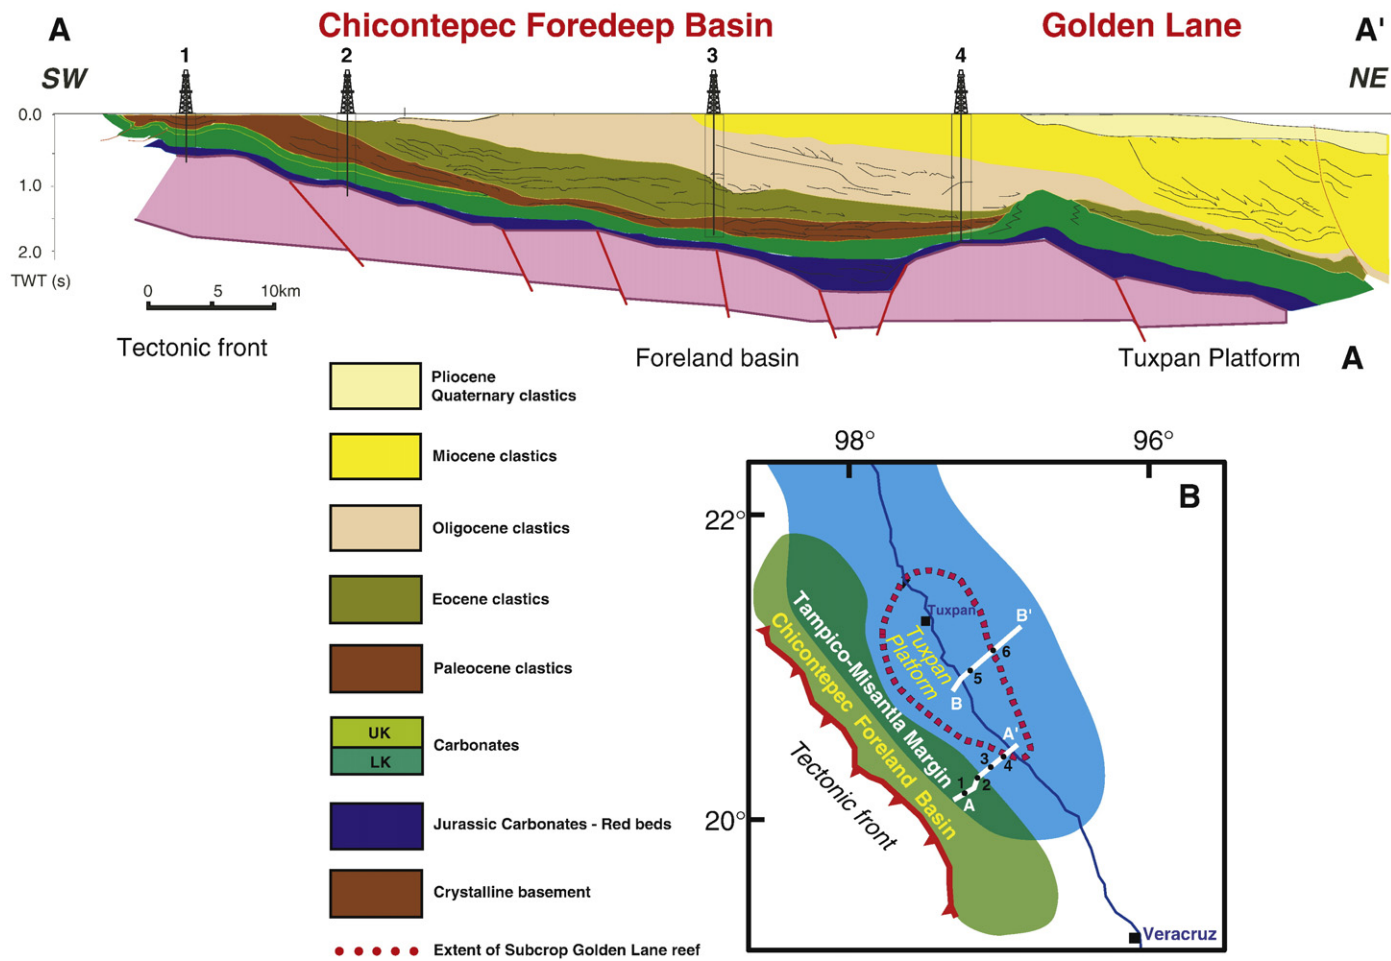 A
Chicontepec Foredeep Basin
Golden Lane
A'
SW
1
2
3
4
NE
0.0
1.0
2.0
TWT (s)
0 5 10km
Tectonic front
Foreland basin
Tuxpan Platform
A
Pliocene
Quaternary clastics
Miocene clastics
Oligocene clastics
Eocene clastics
Paleocene clastics
UK
LK
Carbonates
Jurassic Carbonates - Red beds
Crystalline basement
Extent of Subcrop Golden Lane reef
98°
96°
B
22°
20°
Tuxpan
Tuxpan
Platform
B'
6
5
B
Tampico-Misantla Margin
Chicontepec Foreland Basin
Tectonic front
A'
3
4
1
2
A
Veracruz